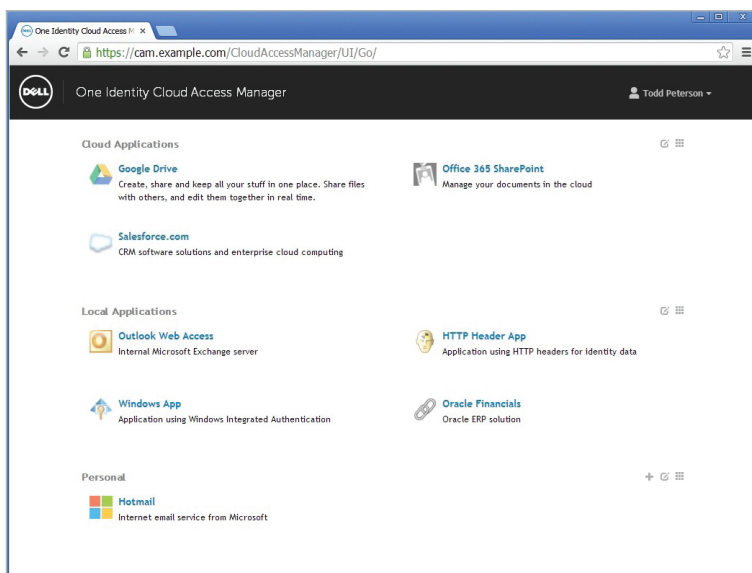 One Identity Cloud Access M
https://cam.example.com/CloudAccessManager/UI/Go/
DELL
One Identity Cloud Access Manager
Todd Peterson
Cloud Applications
Google Drive
Create, share and keep all your stuff in one place. Share files
with others, and edit them together in real time.
Office 365 SharePoint
Manage your documents in the cloud
Salesforce.com
CRM software solutions and enterprise cloud computing
Local Applications
Outlook Web Access
Internal Microsoft Exchange server
HTTP Header App
Application using HTTP headers for identity data
Windows App
Application using Windows Integrated Authentication
Oracle Financials
Oracle ERP solution
Personal
Hotmail
Internet email service from Microsoft